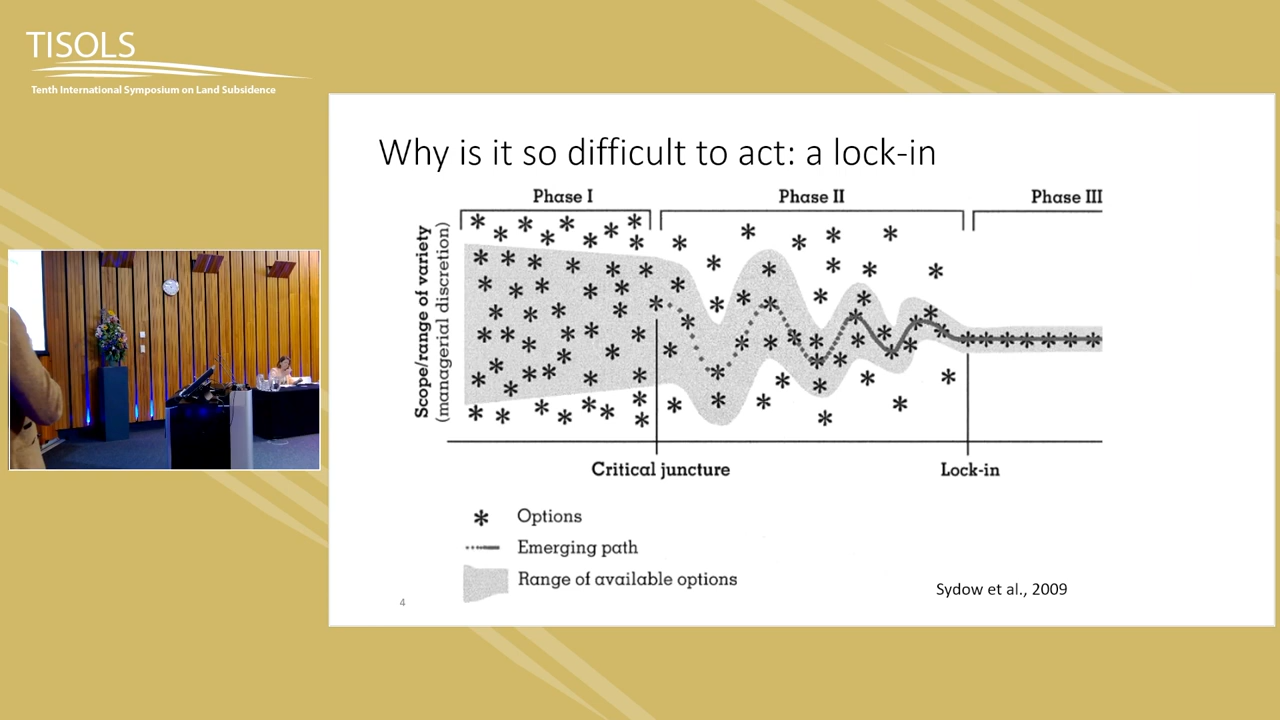 TISOLS
Tenth International Symposium on Land Subsidence
Why is it so difficult to act: a lock-in
Phase I
Phase II
Phase III
Scope/range of variety
(managerial discretion)
Critical juncture
Lock-in
Options
Emerging path
Range of available options
Sydow et al., 2009
4